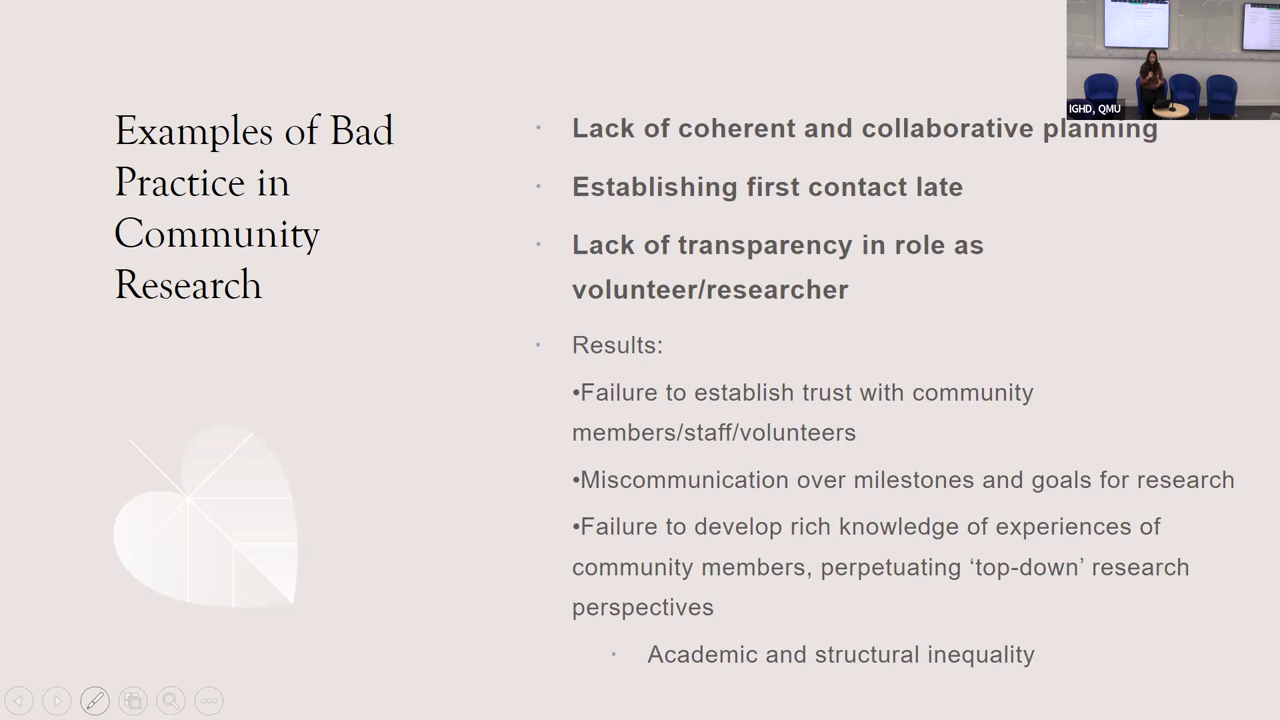 IGHD, QMU
Examples of Bad
Practice in
Community
Research
· Lack of coherent and collaborative planning
· Establishing first contact late
· Lack of transparency in role as
volunteer/researcher
· Results:
•Failure to establish trust with community
members/staff/volunteers
•Miscommunication over milestones and goals for research
•Failure to develop rich knowledge of experiences of
community members, perpetuating ‘top-down’ research
perspectives
· Academic and structural inequality